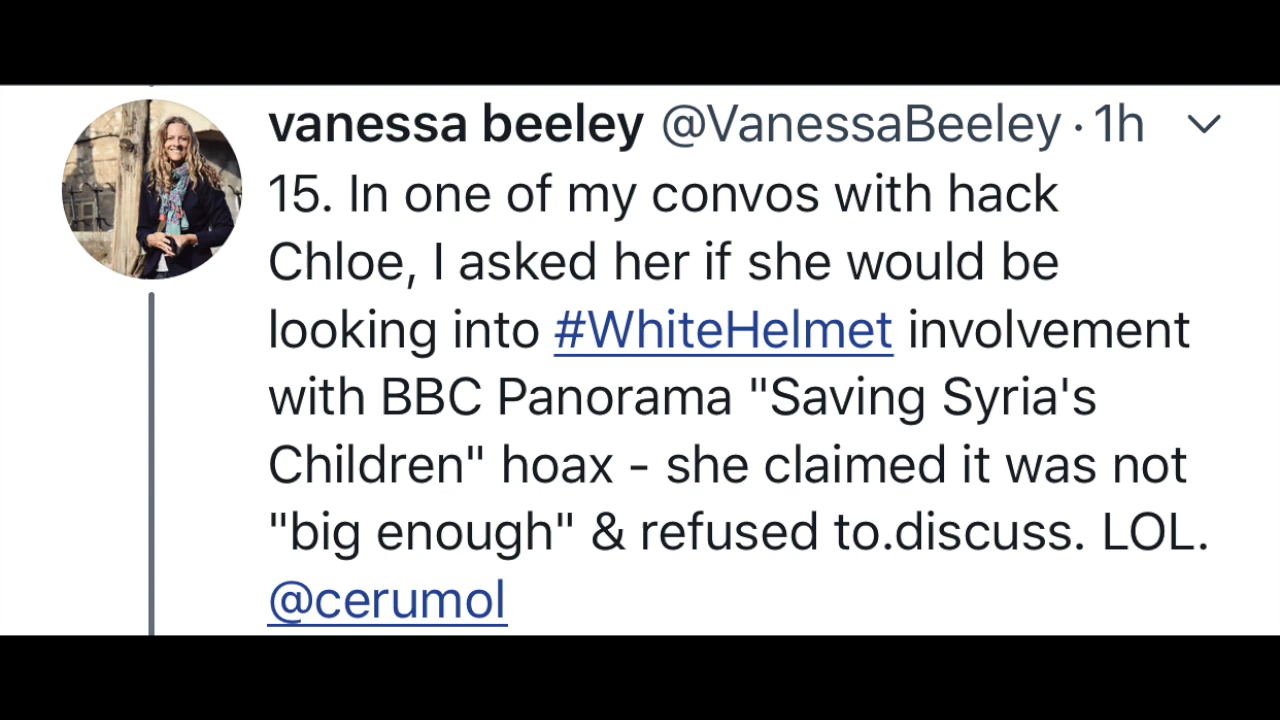 vanessa beeley @VanessaBeeley · 1h
15. In one of my convos with hack
Chloe, I asked her if she would be
looking into #WhiteHelmet involvement
with BBC Panorama "Saving Syria's
Children" hoax - she claimed it was not
"big enough" & refused to.discuss. LOL.
@cerumol